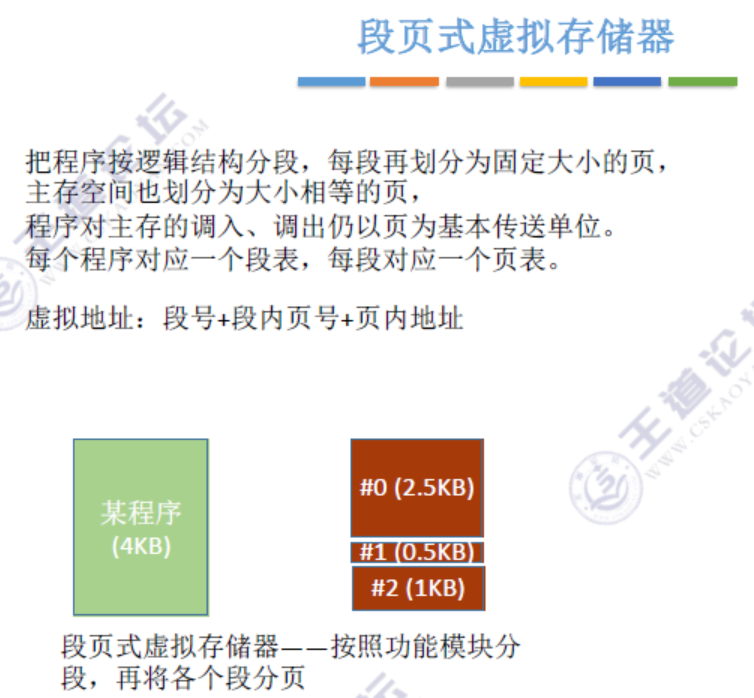 段页式虚拟存储器
把程序按逻辑结构分段，每段再划分为固定大小的页，
主存空间也划分为大小相等的页，
程序对主存的调入、调出仍以页为基本传送单位。
每个程序对应一个段表，每段对应一个页表。
虚拟地址：段号+段内页号+页内地址
某程序
(4KB)
#0 (2.5KB)
#1 (0.5KB)
#2 (1KB)
段页式虚拟存储器——按照功能模块分
段，再将各个段分页
王道论坛